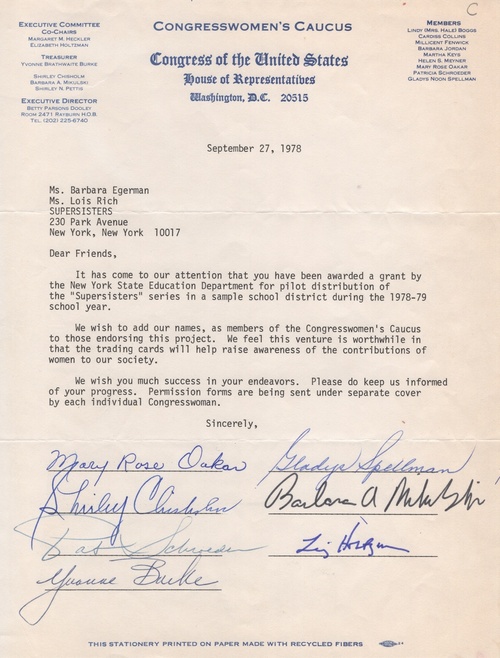 C
EXECUTIVE COMMITTEE
CO-CHAIRS
MARGARET M. HECKLER
ELIZABETH HOLTZMAN
TREASURER
YVONNE BRATHWAITE BURKE
SHIRLEY CHISHOLM
BARBARA A. MIKULSKI
SHIRLEY N. PETTIS
EXECUTIVE DIRECTOR
BETTY PARSONS DOOLEY
ROOM 2471 RAYBURN H.O.B.
TEL. (202) 225-6740
CONGRESSWOMEN'S CAUCUS
Congress of the United States
House of Representatives
Washington, D.C. 20515
MEMBERS
LINDY (MRS. HALE) BOGGS
CARDISS COLLINS
MILLICENT FENWICK
BARBARA JORDAN
MARTHA KEYS
HELEN S. MEYNER
MARY ROSE OAKAR
PATRICIA SCHROEDER
GLADYS NOON SPELLMAN
September 27, 1978
Ms. Barbara Egerman
Ms. Lois Rich
SUPERSISTERS
230 Park Avenue
New York, New York 10017
Dear Friends,
It has come to our attention that you have been awarded a grant by
the New York State Education Department for pilot distribution of
the "Supersisters" series in a sample school district during the 1978-79
school year.
We wish to add our names, as members of the Congresswomen's Caucus
to those endorsing this project. We feel this venture is worthwhile in
that the trading cards will help raise awareness of the contributions of
women to our society.
We wish you much success in your endeavors. Please do keep us informed
of your progress. Permission forms are being sent under separate cover
by each individual Congresswoman.
Sincerely,
Mary Rose Oakar
Gladys Spellman
Shirley Chisholm
Barbara A Mikulski
Pat Schroeder
Liz Holtzman
Yvonne Burke
THIS STATIONERY PRINTED ON PAPER MADE WITH RECYCLED FIBERS